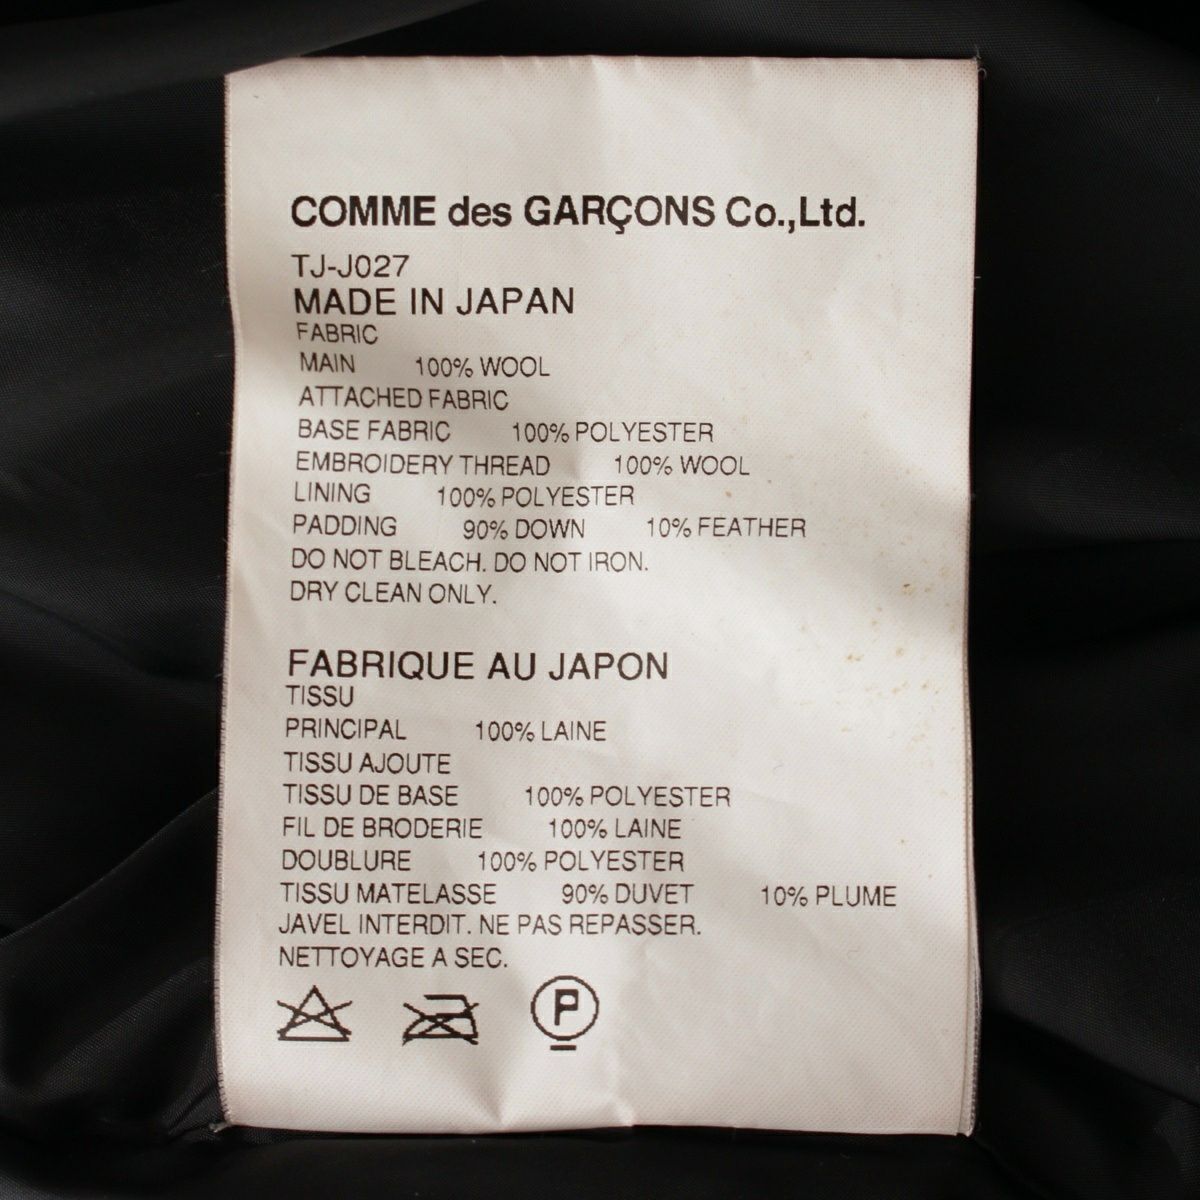 COMME des GARÇONS Co.,Ltd.
TJ-J027
MADE IN JAPAN
FABRIC
MAIN 100% WOOL
ATTACHED FABRIC
BASE FABRIC 100% POLYESTER
EMBROIDERY THREAD 100% WOOL
LINING 100% POLYESTER
PADDING 90% DOWN 10% FEATHER
DO NOT BLEACH. DO NOT IRON.
DRY CLEAN ONLY.
FABRIQUE AU JAPON
TISSU
PRINCIPAL 100% LAINE
TISSU AJOUTE
TISSU DE BASE 100% POLYESTER
FIL DE BRODERIE 100% LAINE
DOUBLURE 100% POLYESTER
TISSU MATELASSE 90% DUVET 10% PLUME
JAVEL INTERDIT. NE PAS REPASSER.
NETTOYAGE A SEC.
P